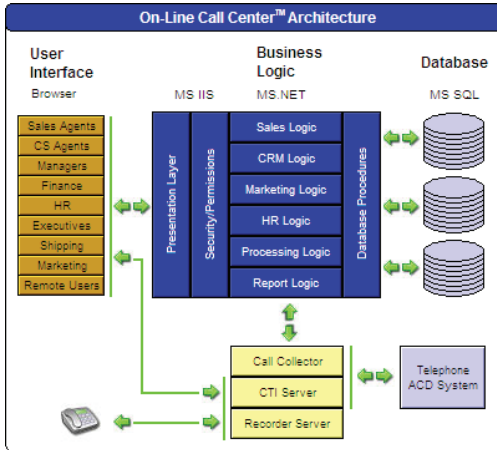 On-Line Call Center™ Architecture
User
Interface
Browser
Business
Logic
Database
MS IIS
MS.NET
MS SQL
Sales Agents
CS Agents
Managers
Finance
HR
Executives
Shipping
Marketing
Remote Users
Presentation Layer
Security/Permissions
Sales Logic
CRM Logic
Marketing Logic
HR Logic
Processing Logic
Report Logic
Database Procedures
Call Collector
CTI Server
Recorder Server
Telephone
ACD System